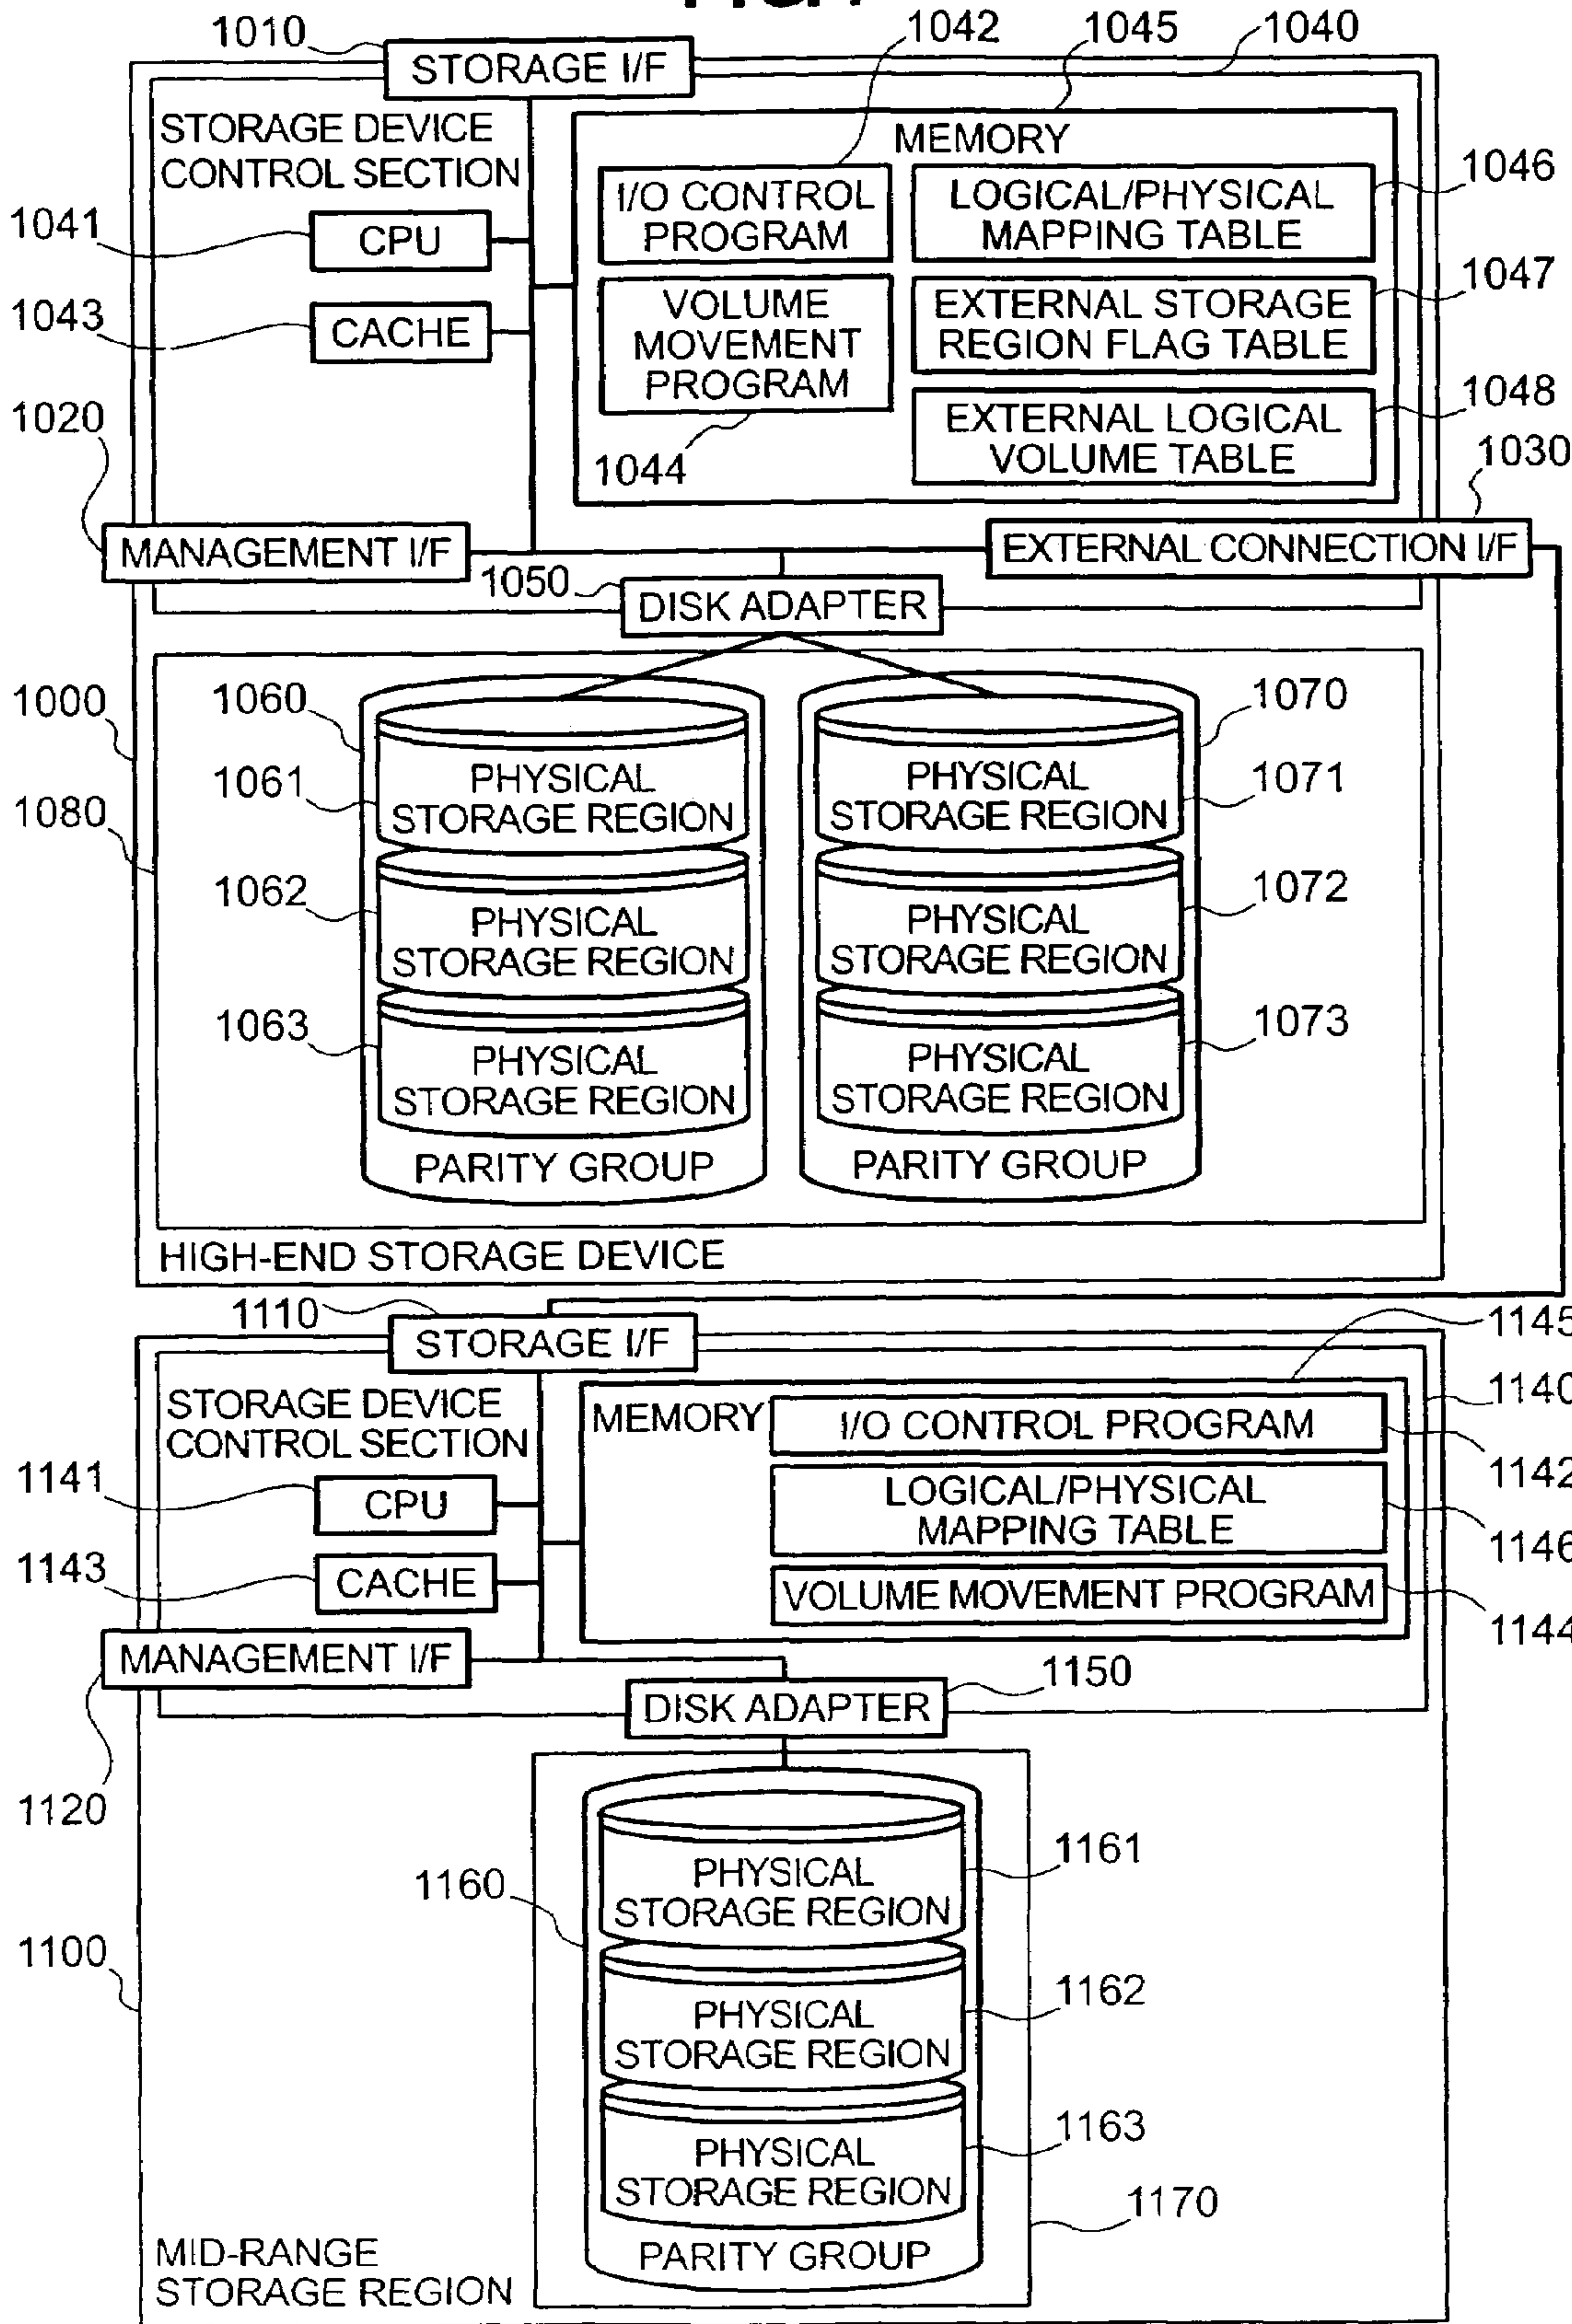 1010
STORAGE I/F
1042
1045
1040
STORAGE DEVICE
CONTROL SECTION
MEMORY
I/O CONTROL
PROGRAM
LOGICAL/PHYSICAL
MAPPING TABLE
1046
1041
CPU
VOLUME
MOVEMENT
PROGRAM
EXTERNAL STORAGE
REGION FLAG TABLE
1047
1043
CACHE
1044
EXTERNAL LOGICAL
VOLUME TABLE
1048
1020
1030
MANAGEMENT I/F
EXTERNAL CONNECTION I/F
1050
DISK ADAPTER
1000
1080
1060
1061
PHYSICAL
STORAGE REGION
1062
PHYSICAL
STORAGE REGION
1063
PHYSICAL
STORAGE REGION
PARITY GROUP
1070
PHYSICAL
STORAGE REGION
1071
PHYSICAL
STORAGE REGION
1072
PHYSICAL
STORAGE REGION
1073
PARITY GROUP
HIGH-END STORAGE DEVICE
1110
STORAGE I/F
1145
1140
STORAGE DEVICE
CONTROL SECTION
MEMORY
I/O CONTROL PROGRAM
1142
1141
CPU
LOGICAL/PHYSICAL
MAPPING TABLE
1146
1143
CACHE
VOLUME MOVEMENT PROGRAM
1144
MANAGEMENT I/F
1120
DISK ADAPTER
1150
1100
1160
PHYSICAL
STORAGE REGION
1161
PHYSICAL
STORAGE REGION
1162
PHYSICAL
STORAGE REGION
1163
PARITY GROUP
1170
MID-RANGE
STORAGE REGION